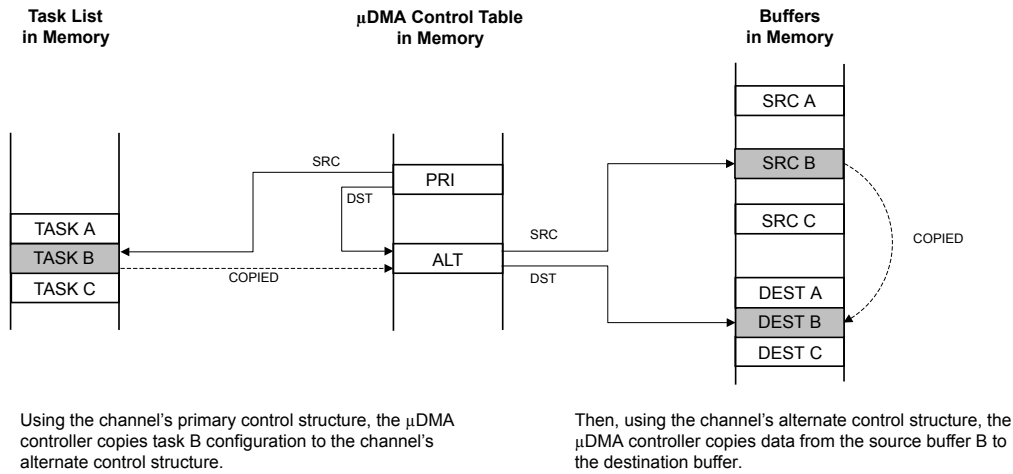 Task List
in Memory
μDMA Control Table
in Memory
Buffers
in Memory
SRC A
SRC
SRC B
PRI
DST
TASK A
SRC C
SRC
TASK B
ALT
COPIED
COPIED
DST
TASK C
DEST A
DEST B
DEST C
Using the channel's primary control structure, the μDMA
controller copies task B configuration to the channel's
alternate control structure.
Then, using the channel's alternate control structure, the
μDMA controller copies data from the source buffer B to
the destination buffer.